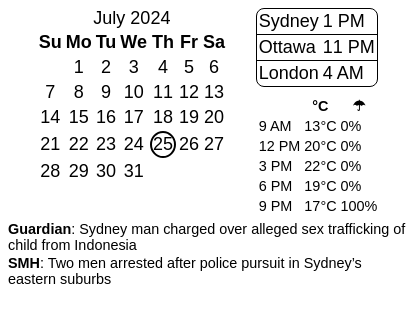 July 2024
Su Mo Tu We Th Fr Sa
1 2 3 4 5 6
7 8 9 10 11 12 13
14 15 16 17 18 19 20
21 22 23 24 25 26 27
28 29 30 31
Sydney 1 PM
Ottawa 11 PM
London 4 AM
°C ☂
9 AM 13°C 0%
12 PM 20°C 0%
3 PM 22°C 0%
6 PM 19°C 0%
9 PM 17°C 100%
Guardian: Sydney man charged over alleged sex trafficking of
child from Indonesia
SMH: Two men arrested after police pursuit in Sydney’s
eastern suburbs